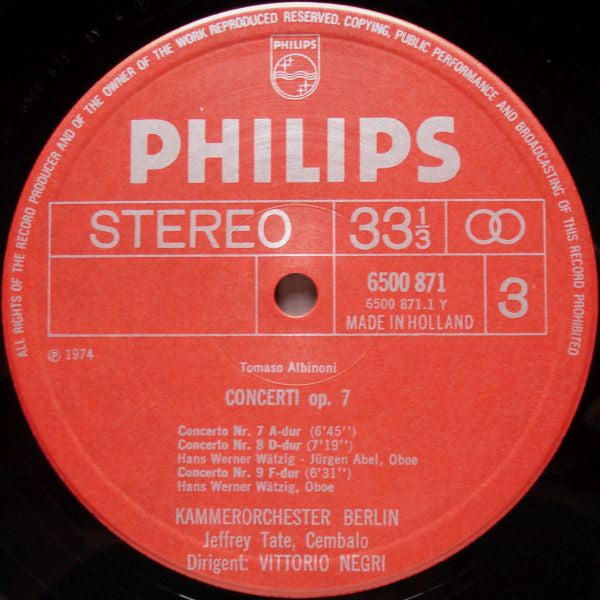 ALL RIGHTS OF THE RECORD PRODUCER AND OF THE OWNER OF THE WORK REPRODUCED RESERVED. COPYING, PUBLIC PERFORMANCE AND BROADCASTING OF THIS RECORD PROHIBITED
PHILIPS
PHILIPS
STEREO 33 1/3
6500 871
6500 871.1 Y
MADE IN HOLLAND
3
℗ 1974
Tomaso Albinoni
CONCERTI op. 7
Concerto Nr. 7 A-dur (6'45'')
Concerto Nr. 8 D-dur (7'19'')
Hans Werner Wätzig - Jürgen Abel, Oboe
Concerto Nr. 9 F-dur (6'31'')
Hans Werner Wätzig, Oboe
KAMMERORCHESTER BERLIN
Jeffrey Tate, Cembalo
Dirigent: VITTORIO NEGRI